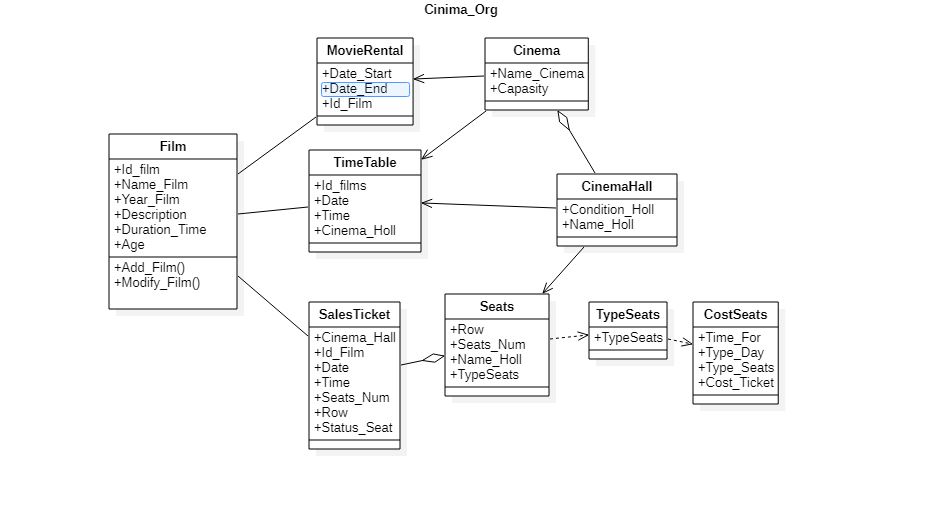 Cinima_Org
MovieRental
+Date_Start
+Date_End
+Id_Film
Cinema
+Name_Cinema
+Capasity
Film
+Id_film
+Name_Film
+Year_Film
+Description
+Duration_Time
+Age
+Add_Film()
+Modify_Film()
TimeTable
+Id_films
+Date
+Time
+Cinema_Holl
CinemaHall
+Condition_Holl
+Name_Holl
SalesTicket
+Cinema_Hall
+Id_Film
+Date
+Time
+Seats_Num
+Row
+Status_Seat
Seats
+Row
+Seats_Num
+Name_Holl
+TypeSeats
TypeSeats
+TypeSeats
CostSeats
+Time_For
+Type_Day
+Type_Seats
+Cost_Ticket